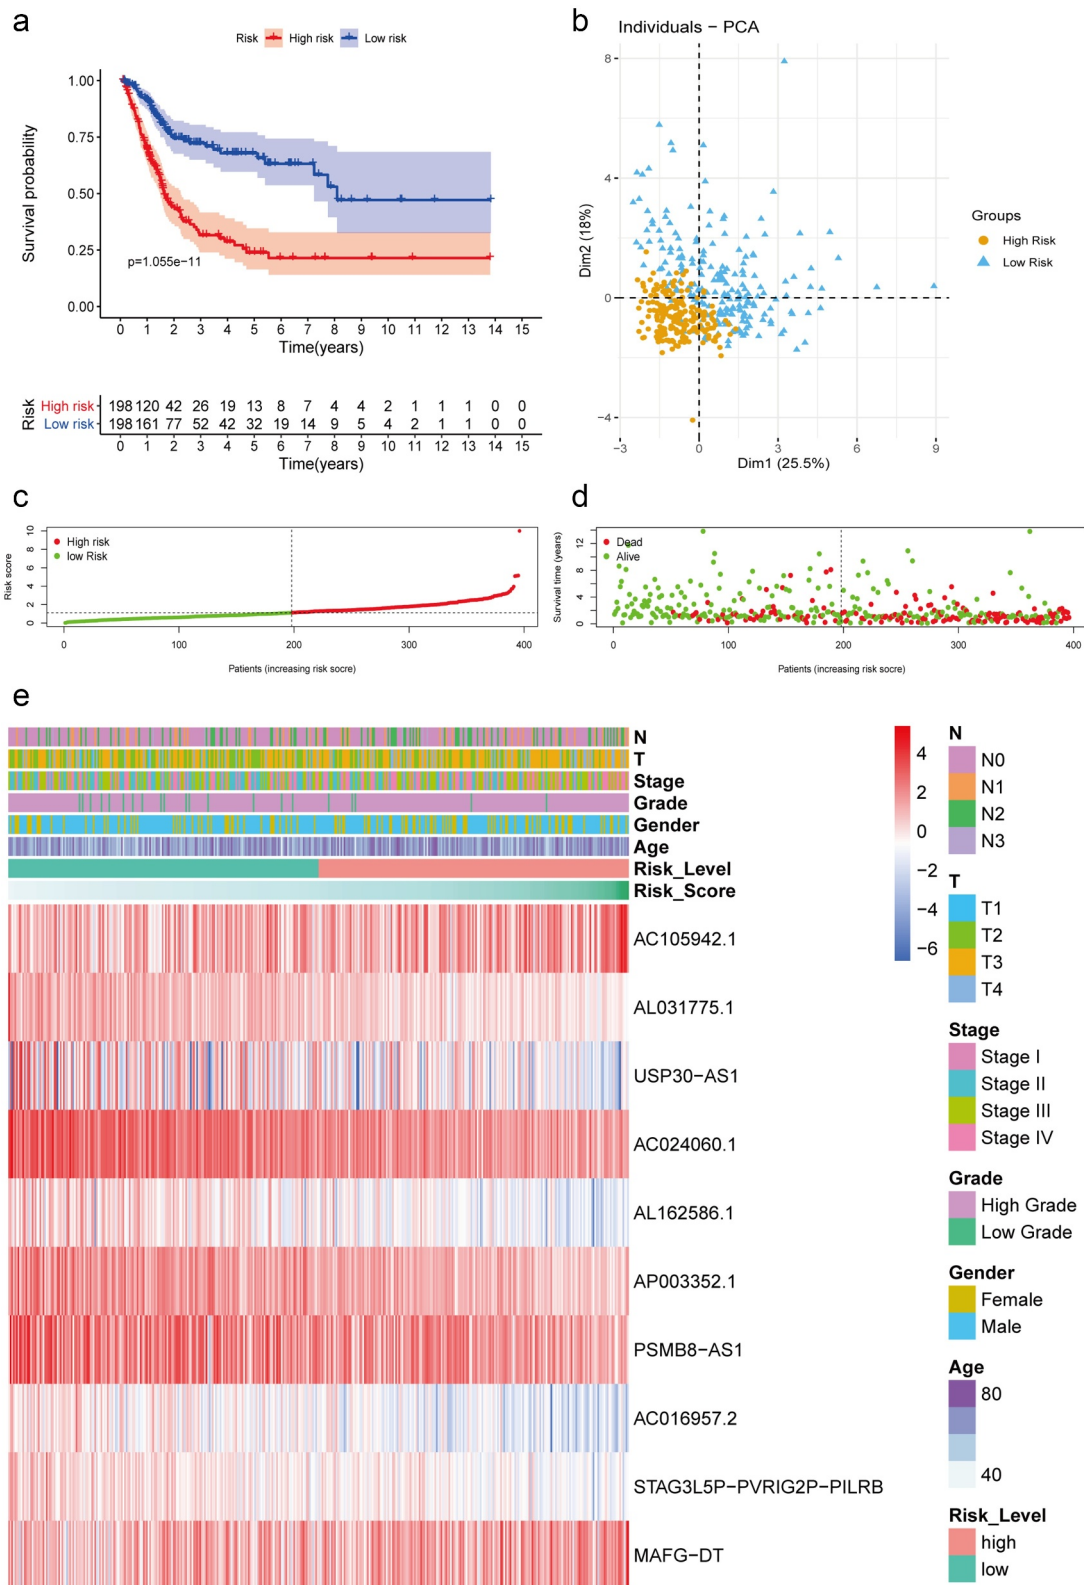 a
Risk High risk Low risk
Survival probability
1.00
0.75
0.50
0.25
0.00
p=1.055e−11
0 1 2 3 4 5 6 7 8 9 10 11 12 13 14 15
Time(years)
Risk
High risk 198 120 42 26 19 13 8 7 4 4 2 1 1 1 0 0
Low risk 198 161 77 52 42 32 19 14 9 5 4 2 1 1 0 0
0 1 2 3 4 5 6 7 8 9 10 11 12 13 14 15
Time(years)
b
Individuals − PCA
Dim2 (18%)
8
4
0
−4
−3 0 3 6 9
Dim1 (25.5%)
Groups
High Risk
Low Risk
c
Risk score
10
8
6
4
2
0
High risk
low Risk
0 100 200 300 400
Patients (increasing risk socre)
d
Survival time (years)
12
8
4
0
Dead
Alive
0 100 200 300 400
Patients (increasing risk socre)
e
N
T
Stage
Grade
Gender
Age
Risk_Level
Risk_Score
AC105942.1
AL031775.1
USP30−AS1
AC024060.1
AL162586.1
AP003352.1
PSMB8−AS1
AC016957.2
STAG3L5P−PVRIG2P−PILRB
MAFG−DT
4
2
0
−2
−4
−6
N
N0
N1
N2
N3
T
T1
T2
T3
T4
Stage
Stage I
Stage II
Stage III
Stage IV
Grade
High Grade
Low Grade
Gender
Female
Male
Age
80
40
Risk_Level
high
low